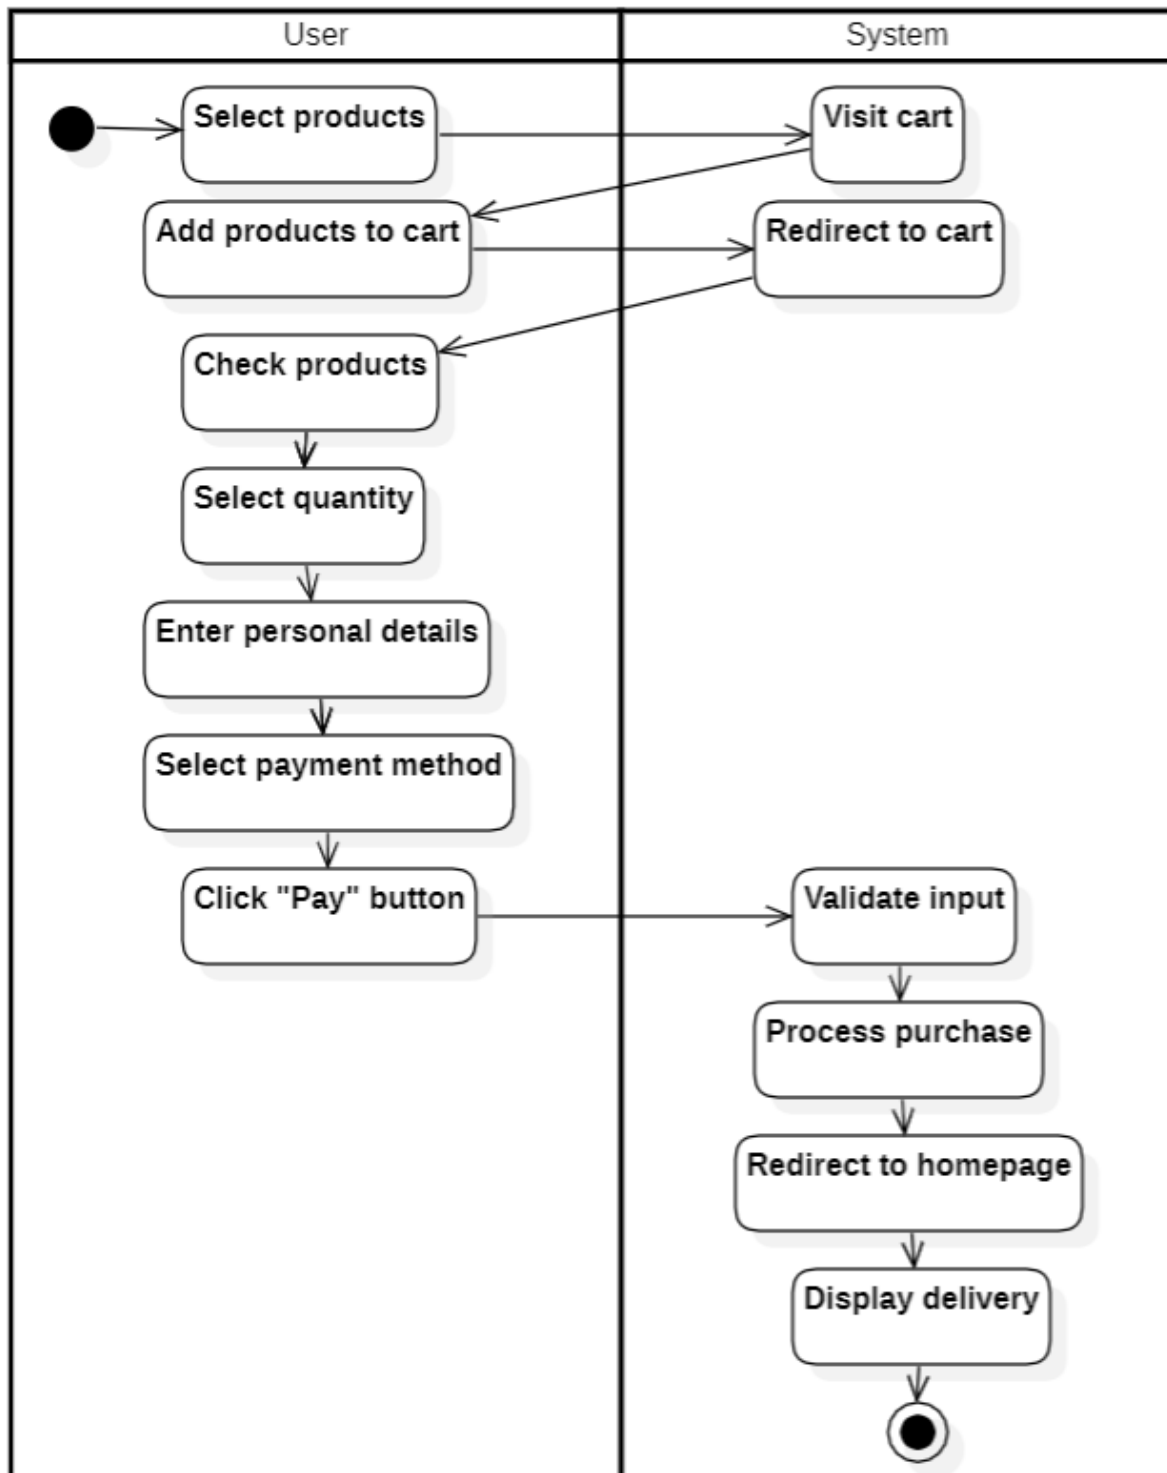 User
System
Select products
Visit cart
Add products to cart
Redirect to cart
Check products
Select quantity
Enter personal details
Select payment method
Click "Pay" button
Validate input
Process purchase
Redirect to homepage
Display delivery